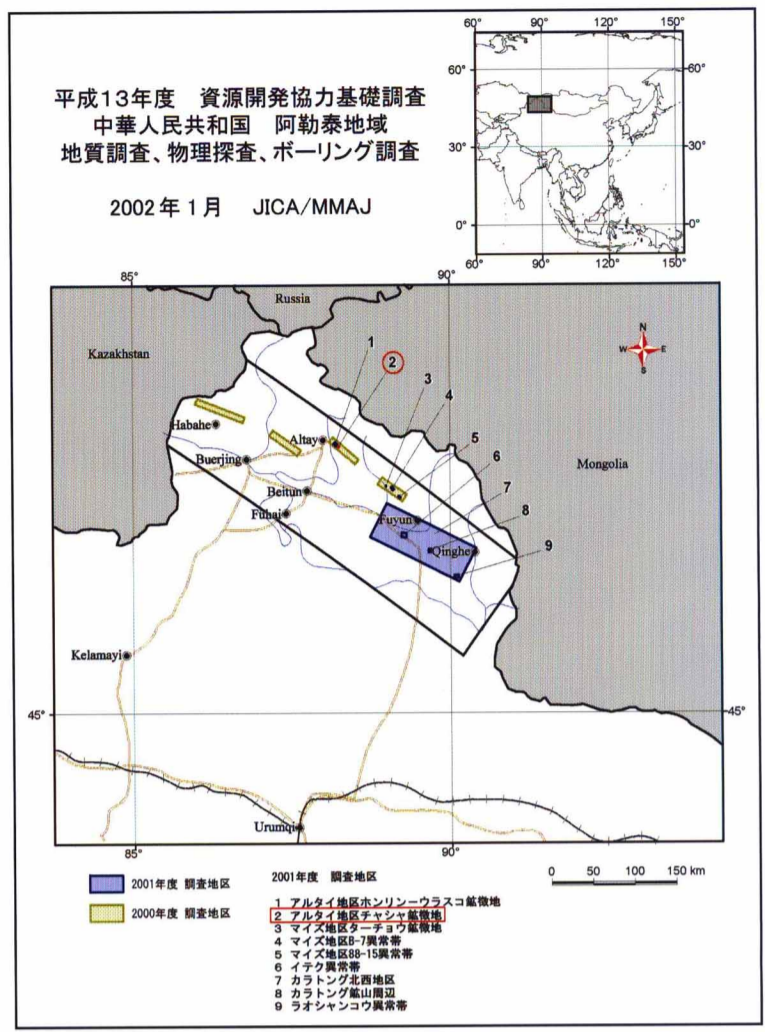 平成13年度　資源開発協力基礎調査
中華人民共和国　阿勒泰地域
地質調査、物理探査、ボーリング調査
2002年1月　JICA/MMAJ
60° 90° 120° 150°
60° 60°
30° 30°
0° 0°
60° 90° 120° 150°
85° 90°
Russia
Kazakhstan
N
W E
S
1
2
3
4
Habahe
Altay
5
Buerjing
6
Mongolia
Beitun
7
Fuhai
Fuyun
8
Qinghe
9
Kelamayi
45° 45°
Urumqi
85° 90°
2001年度 調査地区
2000年度 調査地区
2001年度　調査地区
1 アルタイ地区ホンリンーウラスコ鉱徴地
2 アルタイ地区チャシャ鉱徴地
3 マイズ地区ターチョウ鉱徴地
4 マイズ地区B-7異常帯
5 マイズ地区88-15異常帯
6 イテク異常帯
7 カラトング北西地区
8 カラトング鉱山周辺
9 ラオシャンコウ異常帯
0 50 100 150 km